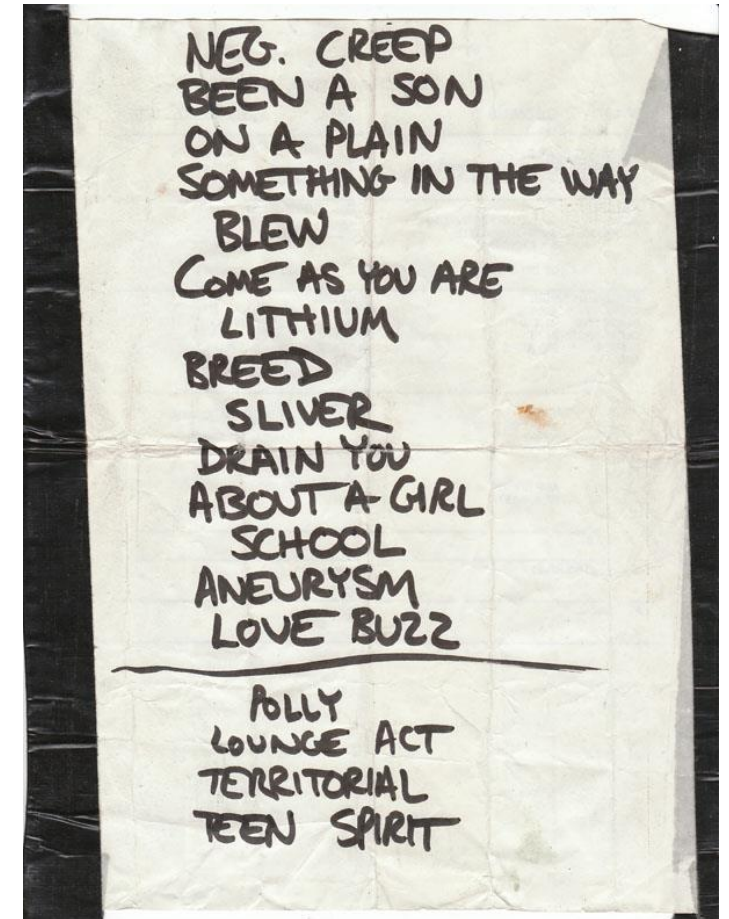 NEG. CREEP
BEEN A SON
ON A PLAIN
SOMETHING IN THE WAY
BLEW
COME AS YOU ARE
LITHIUM
BREED
SLIVER
DRAIN YOU
ABOUT A GIRL
SCHOOL
ANEURYSM
LOVE BUZZ
POLLY
LOUNGE ACT
TERRITORIAL
TEEN SPIRIT